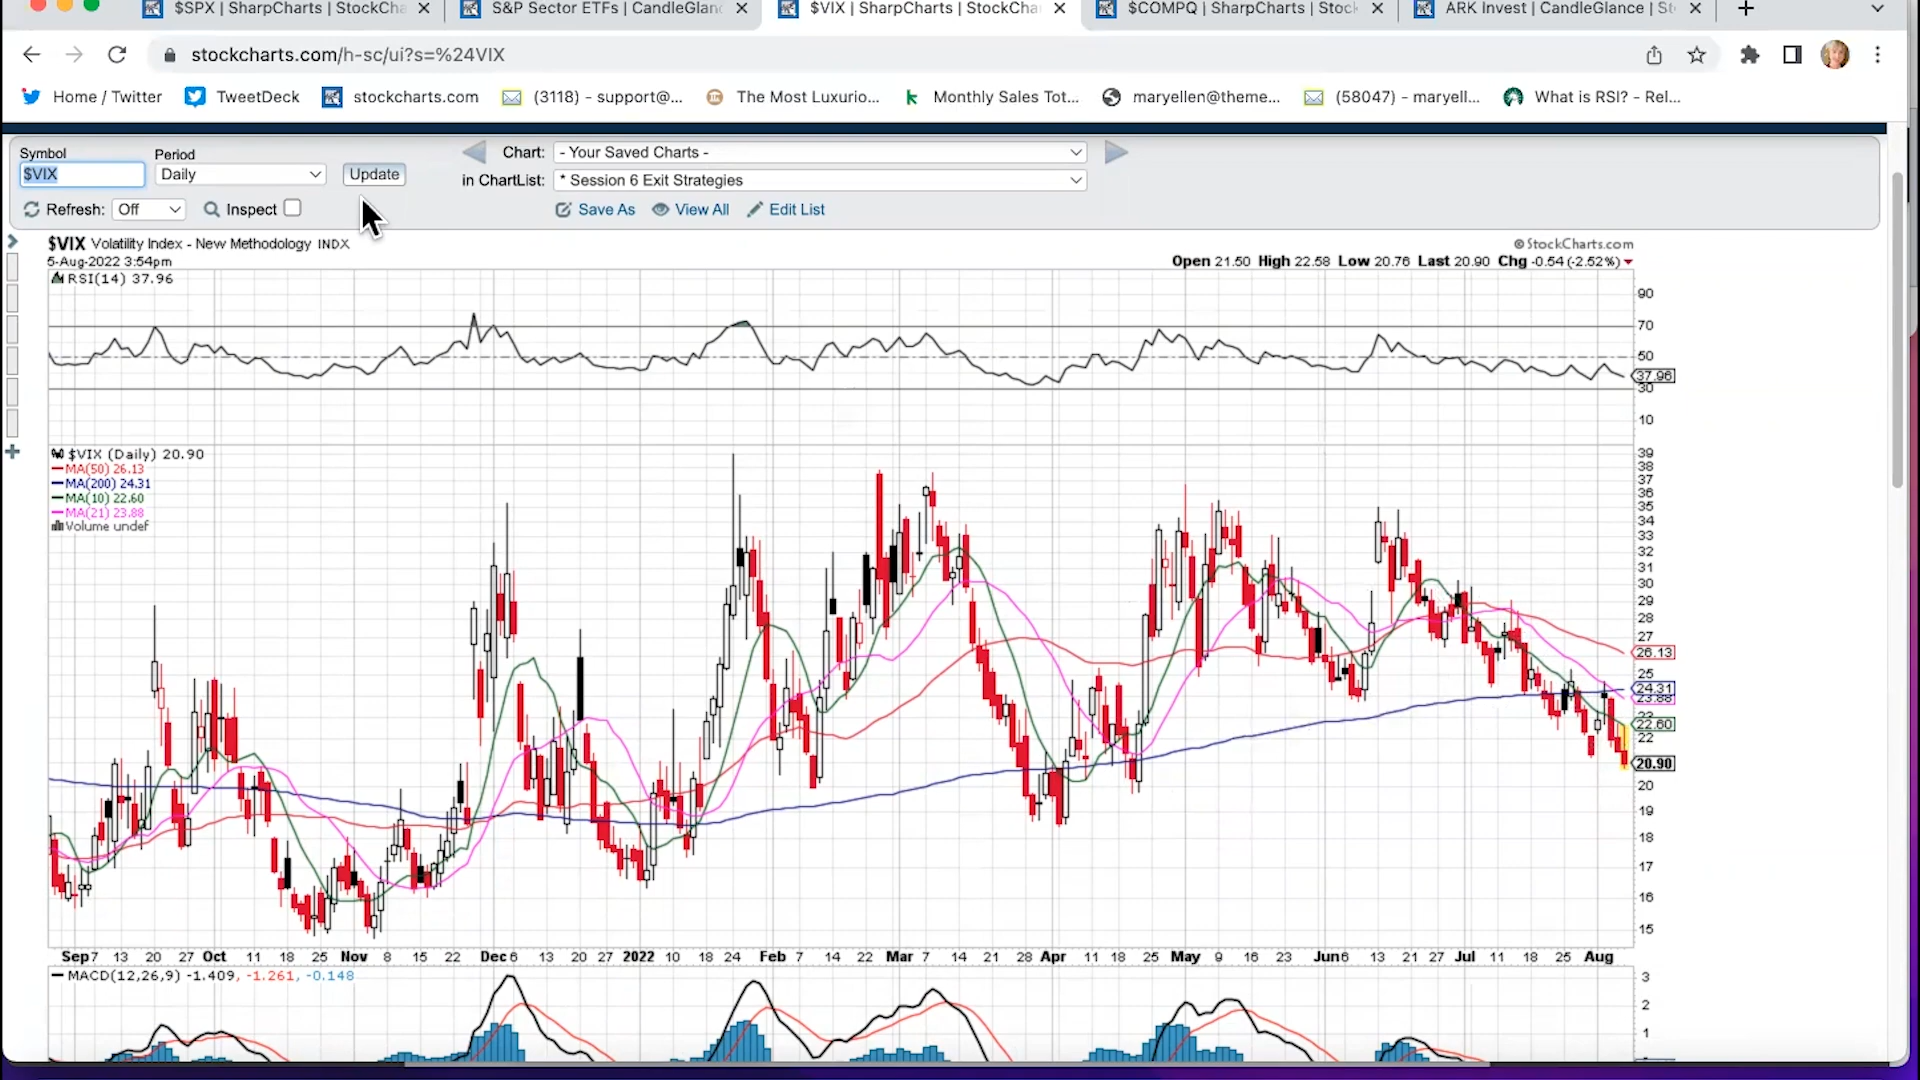 $SPX | SharpCharts | StockCha
S&P Sector ETFs | CandleGlanc
$VIX | SharpCharts | StockChar
$COMPQ | SharpCharts | Stock
ARK Invest | CandleGlance | St
stockcharts.com/h-sc/ui?s=%24VIX
Home / Twitter TweetDeck stockcharts.com (3118) - support@... The Most Luxurio... Monthly Sales Tot... maryellen@theme... (58047) - maryell... What is RSI? - Rel...
Symbol Period
$VIX Daily Update
Refresh: Off Inspect
Chart: - Your Saved Charts -
in ChartList: * Session 6 Exit Strategies
Save As View All Edit List
$VIX Volatility Index - New Methodology INDX
© StockCharts.com
5-Aug-2022 3:54pm
Open 21.50 High 22.58 Low 20.76 Last 20.90 Chg -0.54 (-2.52%)
RSI(14) 37.96
90
70
50
37.96
30
10
$VIX (Daily) 20.90
MA(50) 26.13
MA(200) 24.31
MA(10) 22.60
MA(21) 23.88
Volume undef
39
38
37
36
35
34
33
32
31
30
29
28
27
26.13
25
24.31
23.88
22.60
22
20.90
20
19
18
17
16
15
Sep 7 13 20 27 Oct 11 18 25 Nov 8 15 22 Dec 6 13 20 27 2022 10 18 24 Feb 7 14 22 Mar 7 14 21 28 Apr 11 18 25 May 9 16 23 Jun 6 13 21 27 Jul 11 18 25 Aug
MACD(12,26,9) -1.409, -1.261, -0.148
3
2
1